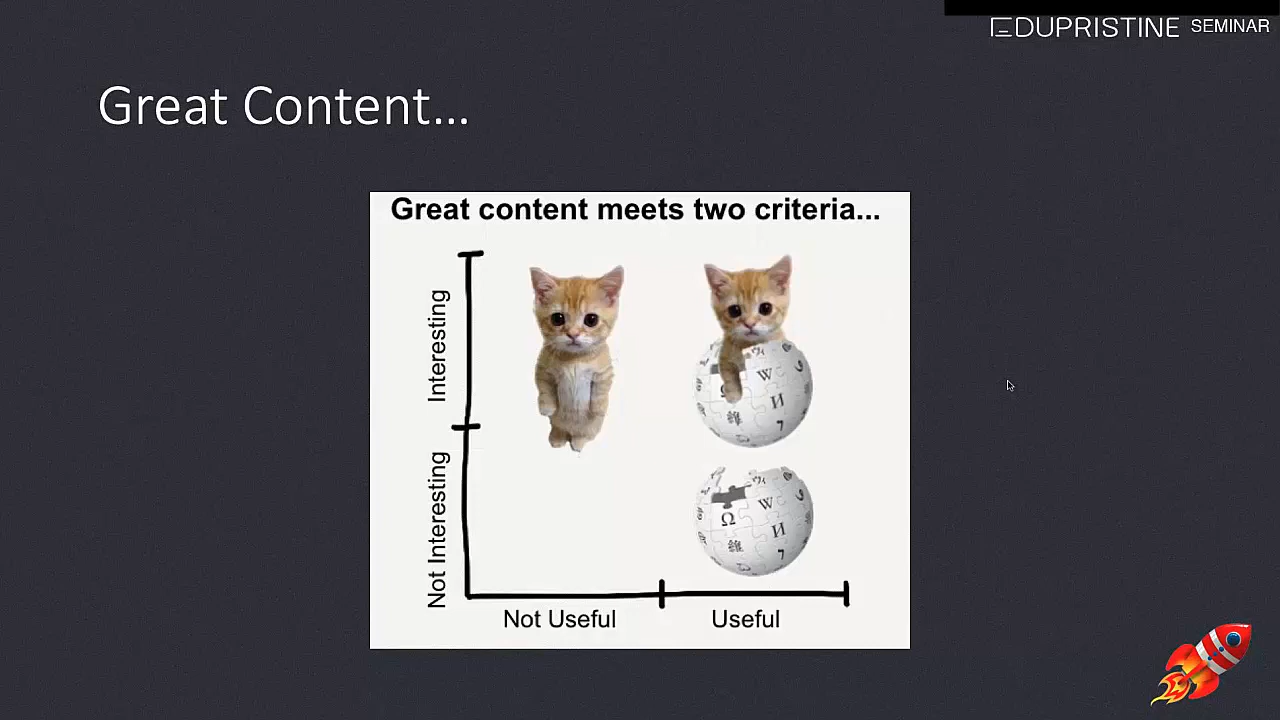 EDUPRISTINE SEMINAR
Great Content...
Great content meets two criteria...
Interesting
Not Interesting
W
И
Ω
W
И
Not Useful
Useful